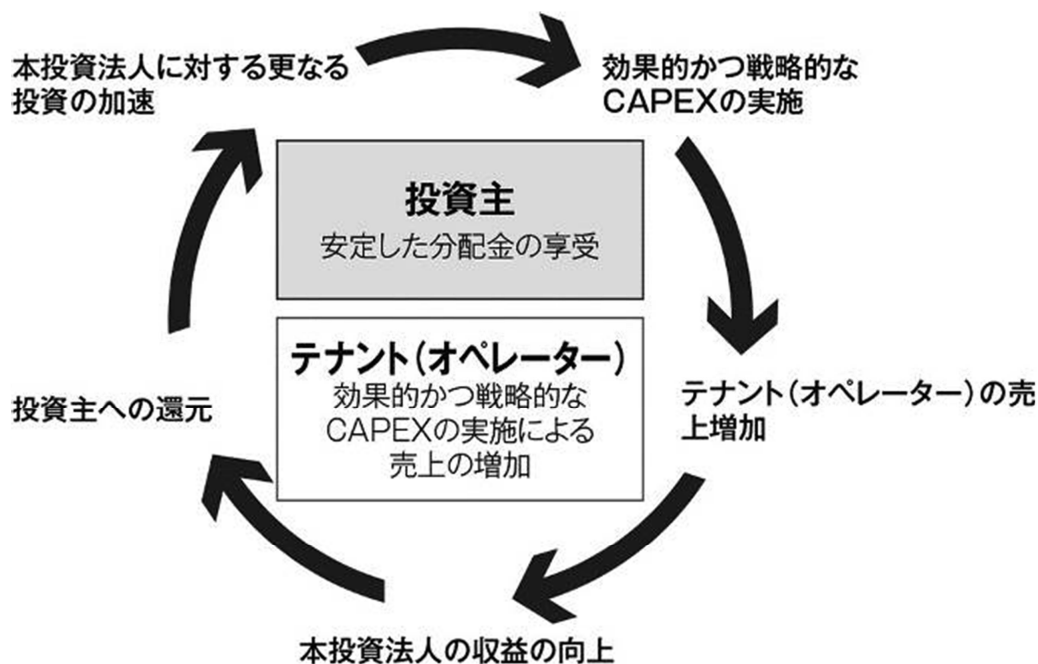 本投資法人に対する更なる
投資の加速
効果的かつ戦略的な
CAPEXの実施
投資主
安定した分配金の享受
テナント（オペレーター）
効果的かつ戦略的な
CAPEXの実施による
売上の増加
投資主への還元
テナント（オペレーター）の売
上増加
本投資法人の収益の向上